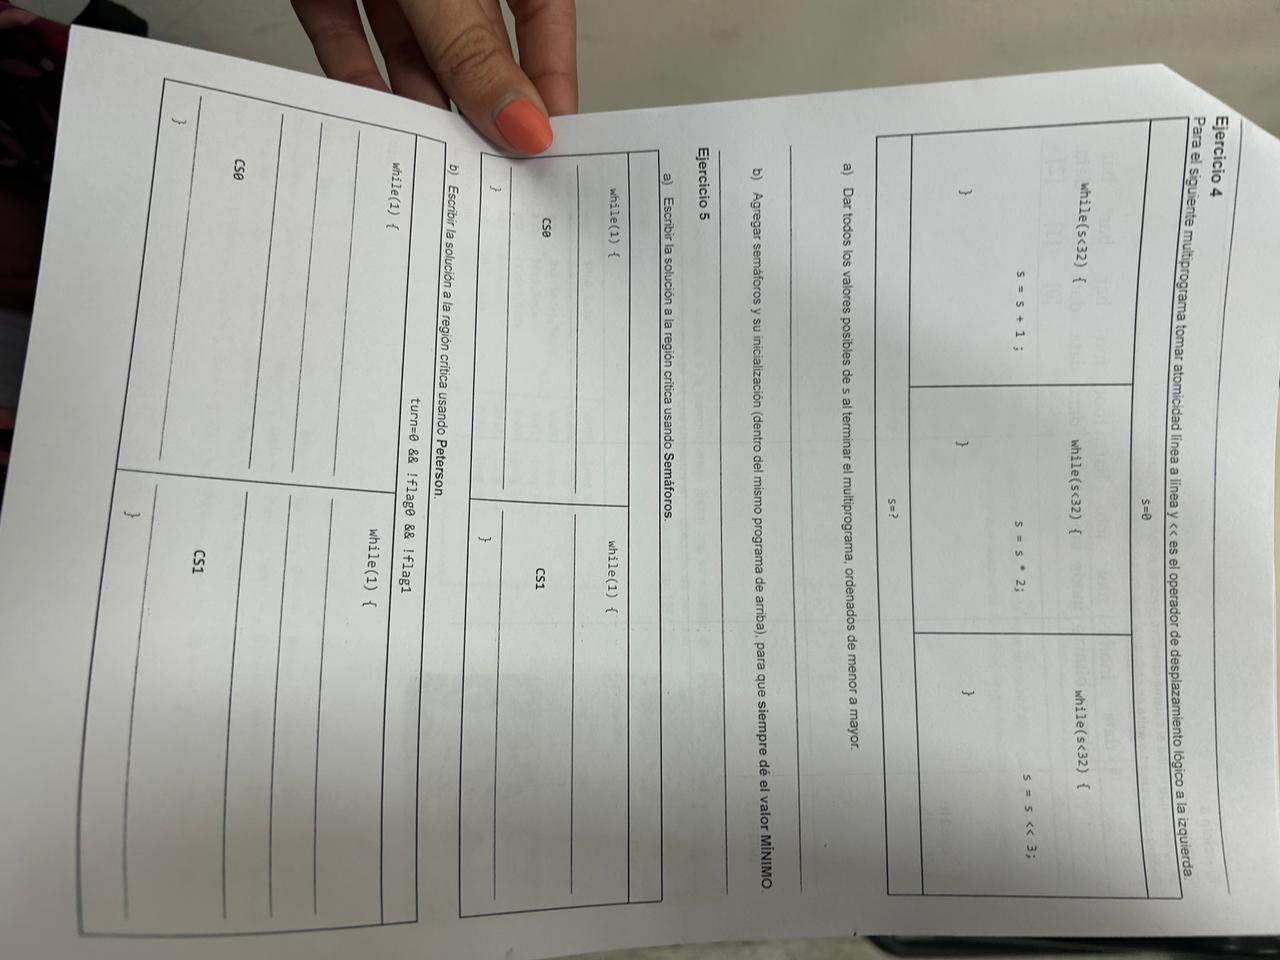 Ejercicio 4
Para el siguiente multiprograma tomar atomicidad línea a línea y << es el operador de desplazamiento lógico a la izquierda.
s=0
while(s<32) {
s = s + 1 ;
}
while(s<32) {
s = s * 2;
}
while(s<32) {
s = s << 3;
}
s=?
a) Dar todos los valores posibles de s al terminar el multiprograma, ordenados de menor a mayor.
b) Agregar semáforos y su inicialización (dentro del mismo programa de arriba), para que siempre dé el valor MÍNIMO.
Ejercicio 5
a) Escribir la solución a la región crítica usando Semáforos.
while(1) {
CS0
}
while(1) {
CS1
}
b) Escribir la solución a la región crítica usando Peterson.
turn=0 && !flag0 && !flag1
while(1) {
CS0
}
while(1) {
CS1
}